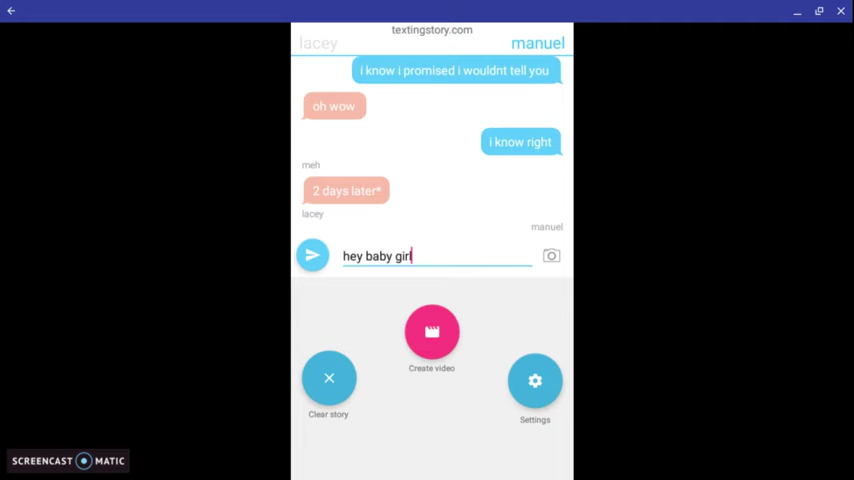 textingstory.com
lacey
manuel
i know i promised i wouldnt tell you
oh wow
i know right
meh
2 days later*
lacey
manuel
hey baby girl
Create video
Clear story
Settings
SCREENCAST MATIC